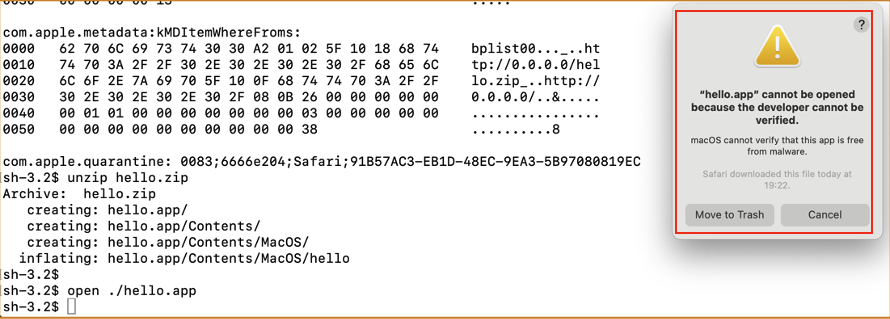 com.apple.metadata:kMDItemWhereFroms:
0000   62 70 6C 69 73 74 30 30 A2 01 02 5F 10 18 68 74    bplist00..._..ht
0010   74 70 3A 2F 2F 30 2E 30 2E 30 2E 30 2F 68 65 6C    tp://0.0.0.0/hel
0020   6C 6F 2E 7A 69 70 5F 10 0F 68 74 74 70 3A 2F 2F    lo.zip_..http://
0030   30 2E 30 2E 30 2E 30 2F 08 0B 26 00 00 00 00 00    0.0.0.0/..&.....
0040   00 01 01 00 00 00 00 00 00 00 03 00 00 00 00 00    ................
0050   00 00 00 00 00 00 00 00 00 00 38                   ..........8
com.apple.quarantine: 0083;6666e204;Safari;91B57AC3-EB1D-48EC-9EA3-5B97080819EC
sh-3.2$ unzip hello.zip
Archive:  hello.zip
   creating: hello.app/
   creating: hello.app/Contents/
   creating: hello.app/Contents/MacOS/
  inflating: hello.app/Contents/MacOS/hello
sh-3.2$
sh-3.2$ open ./hello.app
sh-3.2$
?
“hello.app” cannot be opened
because the developer cannot be
verified.
macOS cannot verify that this app is free
from malware.
Safari downloaded this file today at
19:22.
Move to Trash
Cancel